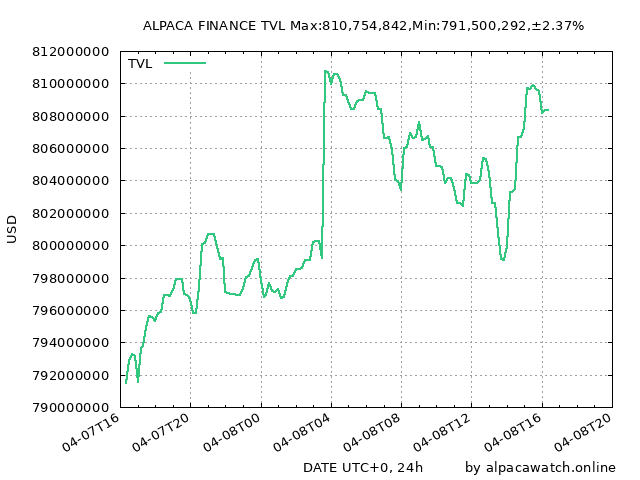 ALPACA FINANCE TVL Max:810,754,842,Min:791,500,292,±2.37%
812000000
TVL
810000000
808000000
806000000
804000000
802000000
USD
800000000
798000000
796000000
794000000
792000000
790000000
04-07T16 04-07T20 04-08T00 04-08T04 04-08T08 04-08T12 04-08T16 04-08T20
DATE UTC+0, 24h by alpacawatch.online